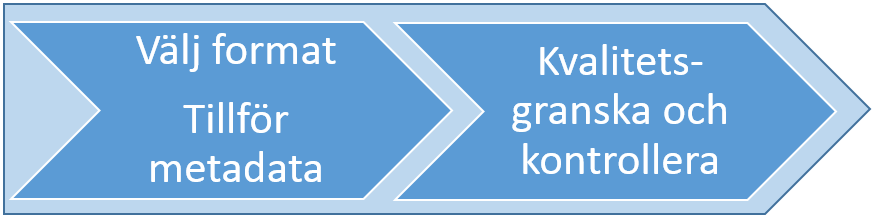 Välj format
Tillför
metadata
Kvalitets-
granska och
kontrollera